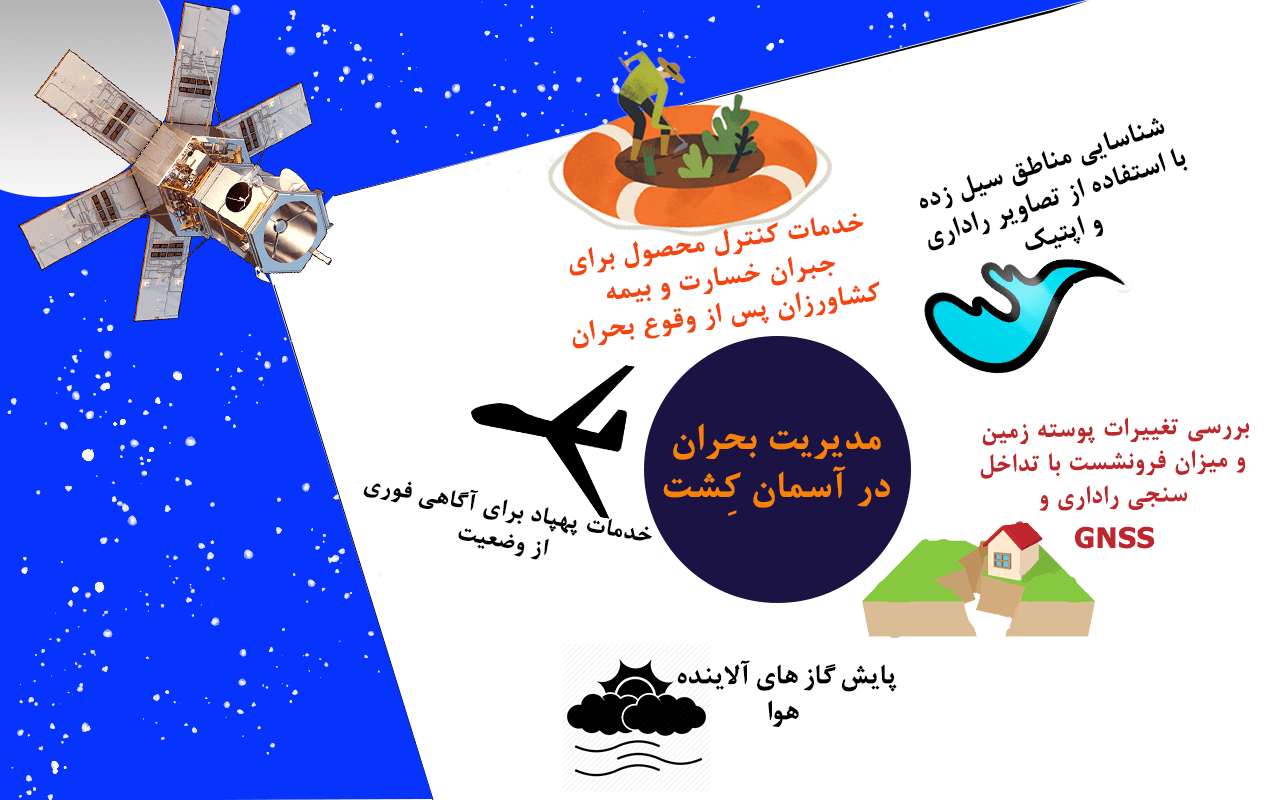 شناسایی مناطق سیل زده
با استفاده از تصاویر راداری
و اپتیک
خدمات کنترل محصول برای
جبران خسارت و بیمه
کشاورزان پس از وقوع بحران
مدیریت بحران
در آسمان کِشت
بررسی تغییرات پوسته زمین
و میزان فرونشست با تداخل
سنجی راداری و
GNSS
خدمات پهپاد برای آگاهی فوری
از وضعیت
پایش گاز های آلاینده
هوا